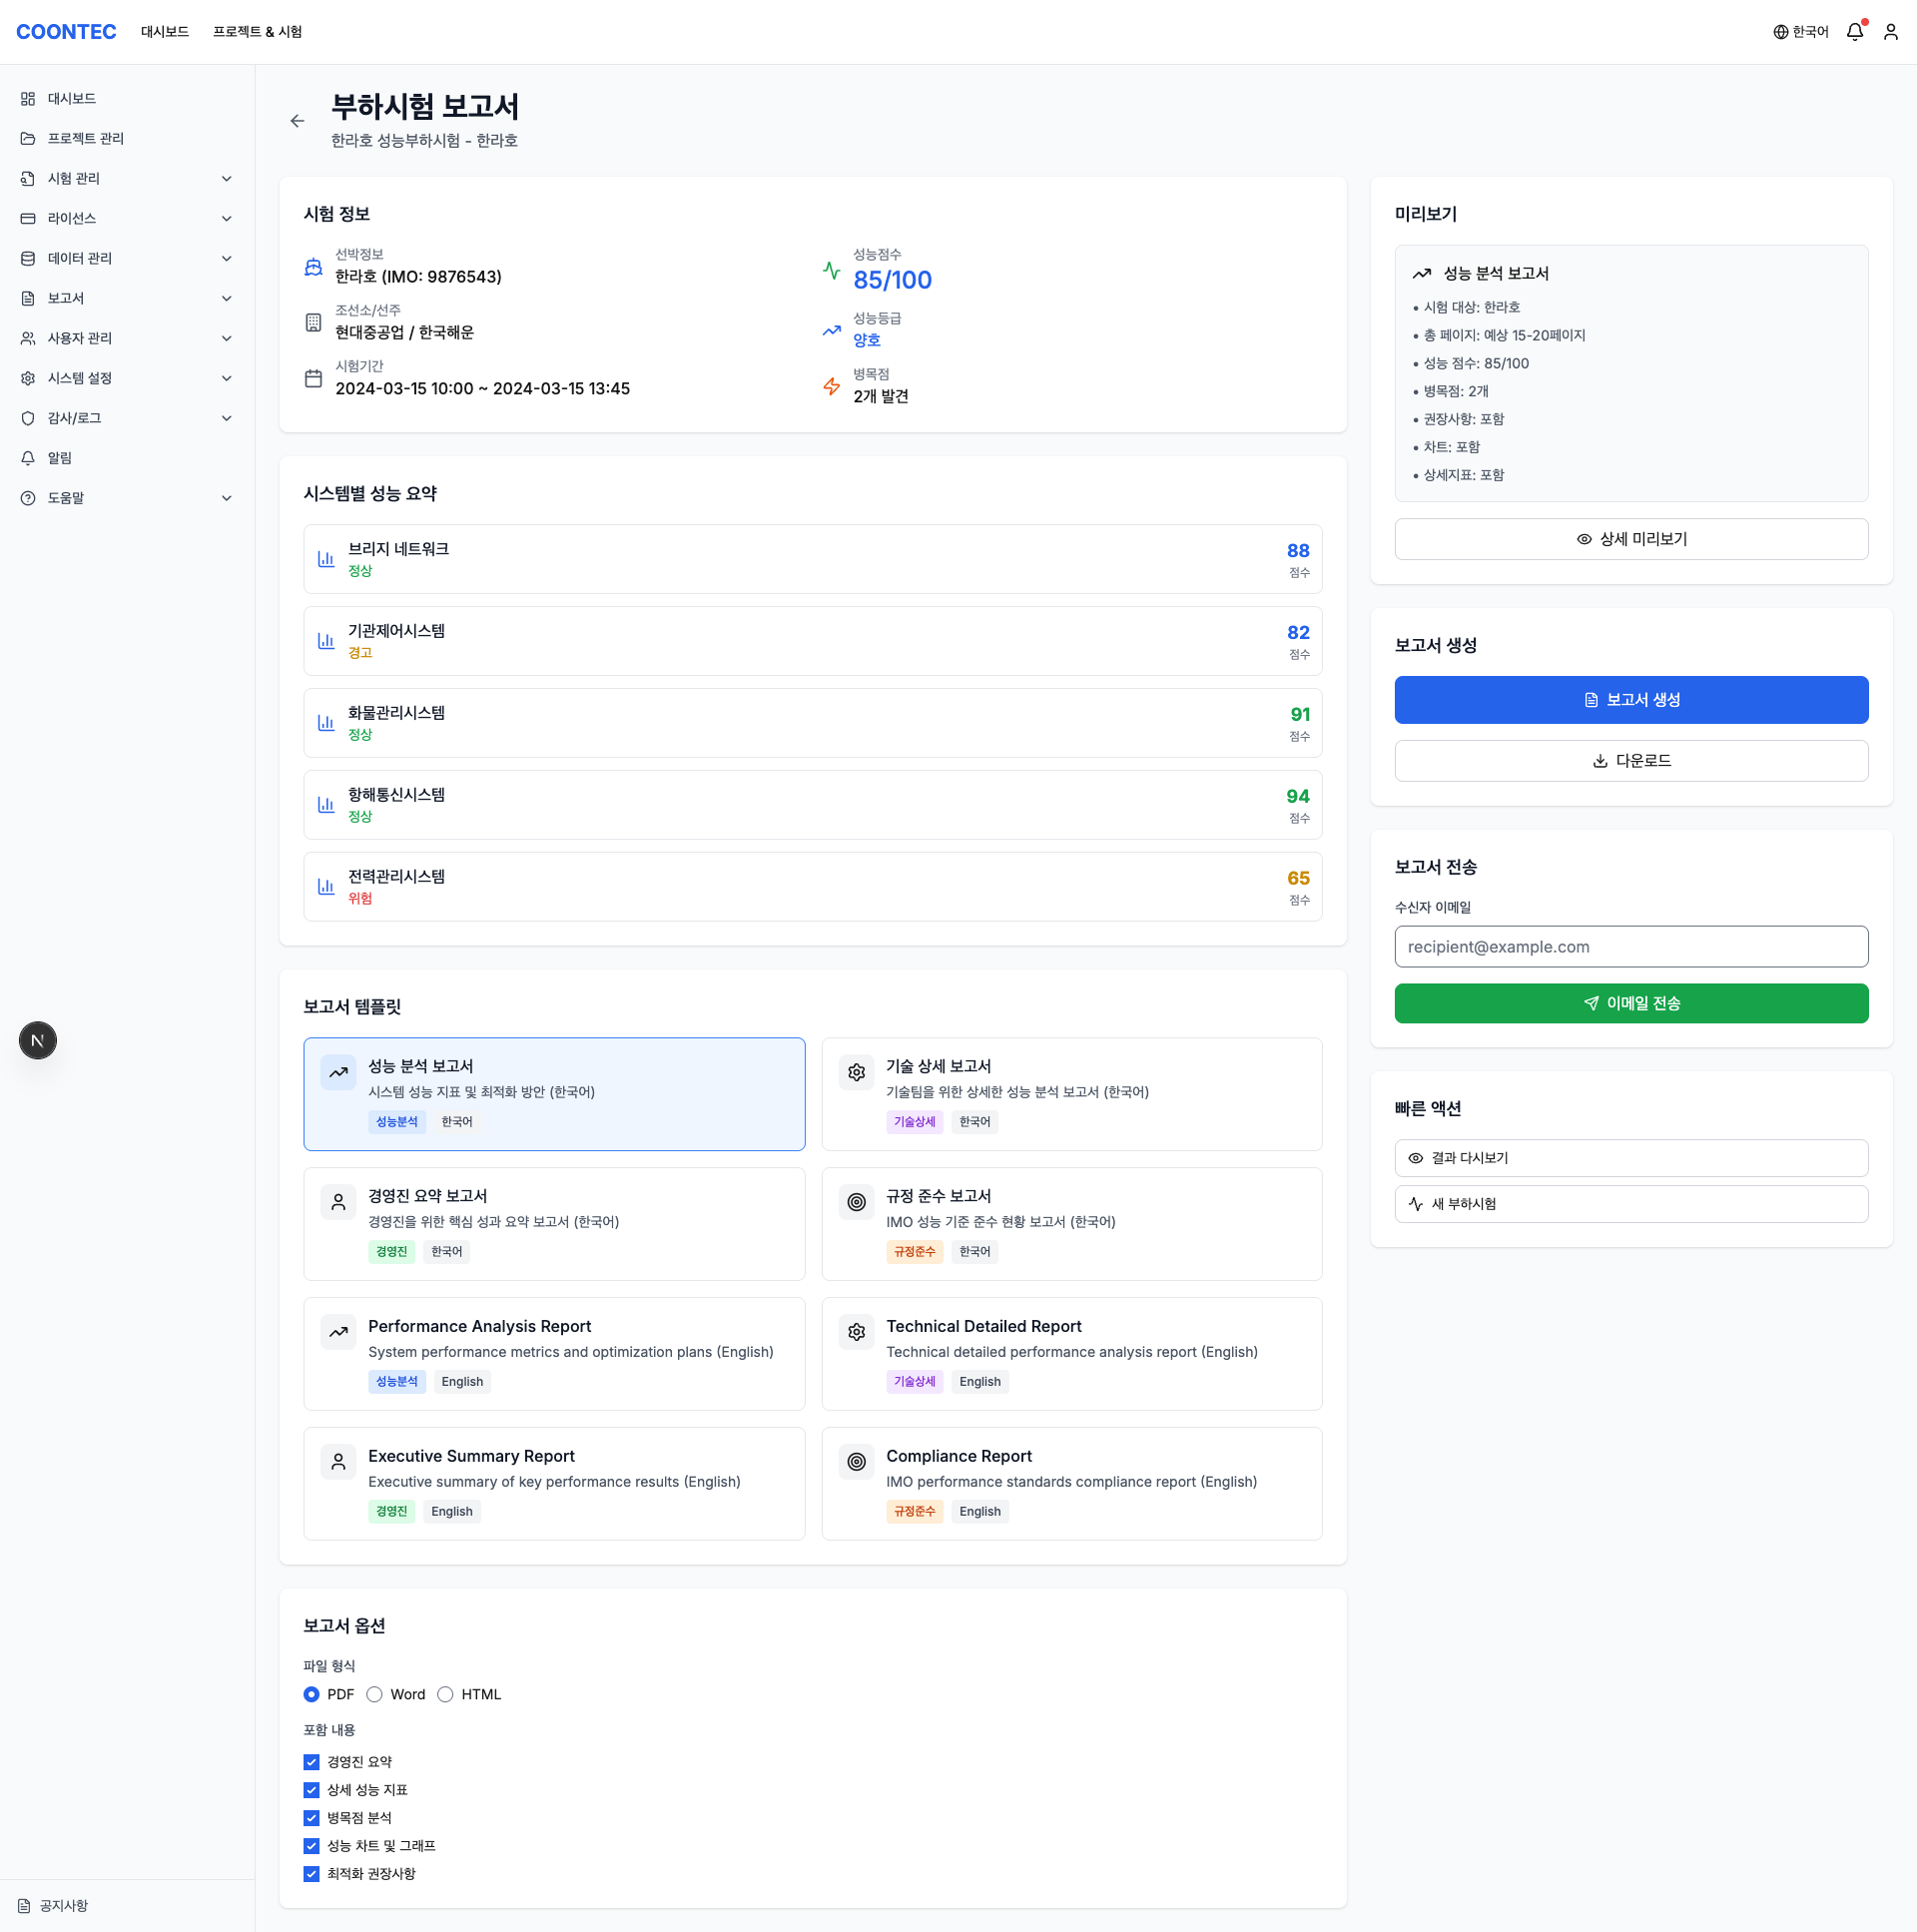 COONTEC
대시보드
프로젝트 & 시험
한국어
대시보드
프로젝트 관리
시험 관리
라이선스
데이터 관리
보고서
사용자 관리
시스템 설정
감사/로그
알림
도움말
공지사항
부하시험 보고서
한라호 성능부하시험 - 한라호
시험 정보
선박정보
한라호 (IMO: 9876543)
조선소/선주
현대중공업 / 한국해운
시험기간
2024-03-15 10:00 ~ 2024-03-15 13:45
성능점수
85/100
성능등급
양호
병목점
2개 발견
시스템별 성능 요약
브리지 네트워크
정상
88
점수
기관제어시스템
경고
82
점수
화물관리시스템
정상
91
점수
항해통신시스템
정상
94
점수
전력관리시스템
위험
65
점수
보고서 템플릿
성능 분석 보고서
시스템 성능 지표 및 최적화 방안 (한국어)
성능분석 한국어
기술 상세 보고서
기술팀을 위한 상세한 성능 분석 보고서 (한국어)
기술상세 한국어
경영진 요약 보고서
경영진을 위한 핵심 성과 요약 보고서 (한국어)
경영진 한국어
규정 준수 보고서
IMO 성능 기준 준수 현황 보고서 (한국어)
규정준수 한국어
Performance Analysis Report
System performance metrics and optimization plans (English)
성능분석 English
Technical Detailed Report
Technical detailed performance analysis report (English)
기술상세 English
Executive Summary Report
Executive summary of key performance results (English)
경영진 English
Compliance Report
IMO performance standards compliance report (English)
규정준수 English
보고서 옵션
파일 형식
PDF Word HTML
포함 내용
경영진 요약
상세 성능 지표
병목점 분석
성능 차트 및 그래프
최적화 권장사항
미리보기
성능 분석 보고서
• 시험 대상: 한라호
• 총 페이지: 예상 15-20페이지
• 성능 점수: 85/100
• 병목점: 2개
• 권장사항: 포함
• 차트: 포함
• 상세지표: 포함
상세 미리보기
보고서 생성
보고서 생성
다운로드
보고서 전송
수신자 이메일
recipient@example.com
이메일 전송
빠른 액션
결과 다시보기
새 부하시험
N